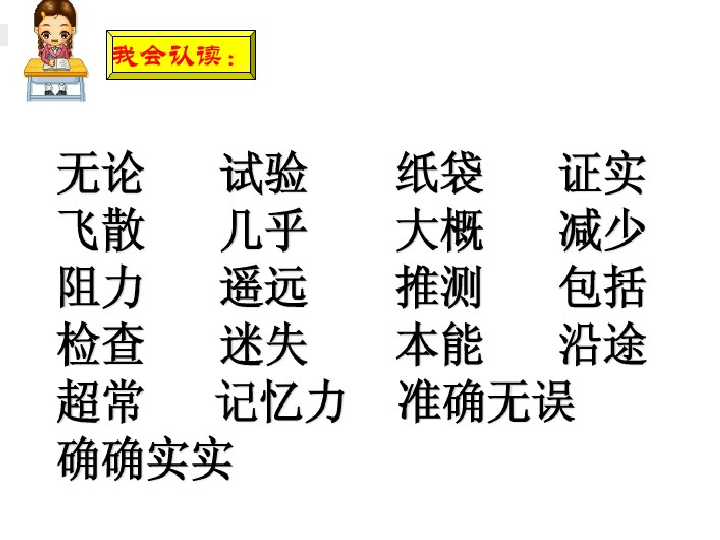 我会认读：
无论 试验 纸袋 证实
飞散 几乎 大概 减少
阻力 遥远 推测 包括
检查 迷失 本能 沿途
超常 记忆力 准确无误
确确实实